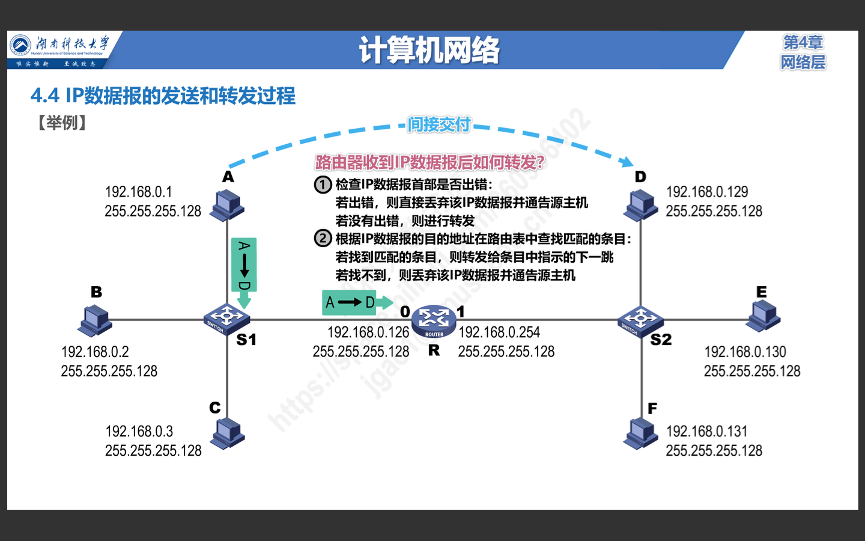 湖南科技大学
Hunan University of Science and Technology
唯实惟新 至诚致志
计算机网络
第4章
网络层
4.4 IP数据报的发送和转发过程
【举例】
间接交付
路由器收到IP数据报后如何转发?
① 检查IP数据报首部是否出错：
若出错，则直接丢弃该IP数据报并通告源主机
若没有出错，则进行转发
② 根据IP数据报的目的地址在路由表中查找匹配的条目：
若找到匹配的条目，则转发给条目中指示的下一跳
若找不到，则丢弃该IP数据报并通告源主机
A
192.168.0.1
255.255.255.128
D
192.168.0.129
255.255.255.128
A
D
B
192.168.0.2
255.255.255.128
SWITCH
S1
A
D
0
1
ROUTER
R
192.168.0.126
255.255.255.128
192.168.0.254
255.255.255.128
SWITCH
S2
E
192.168.0.130
255.255.255.128
C
192.168.0.3
255.255.255.128
F
192.168.0.131
255.255.255.128